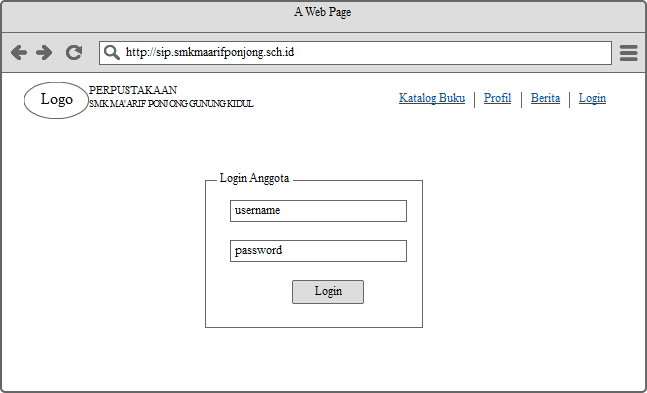 A Web Page
http://sip.smkmaarifponjong.sch.id
Logo
PERPUSTAKAAN
SMK MA'ARIF PONJONG GUNUNG KIDUL
Katalog Buku | Profil | Berita | Login
Login Anggota
username
password
Login